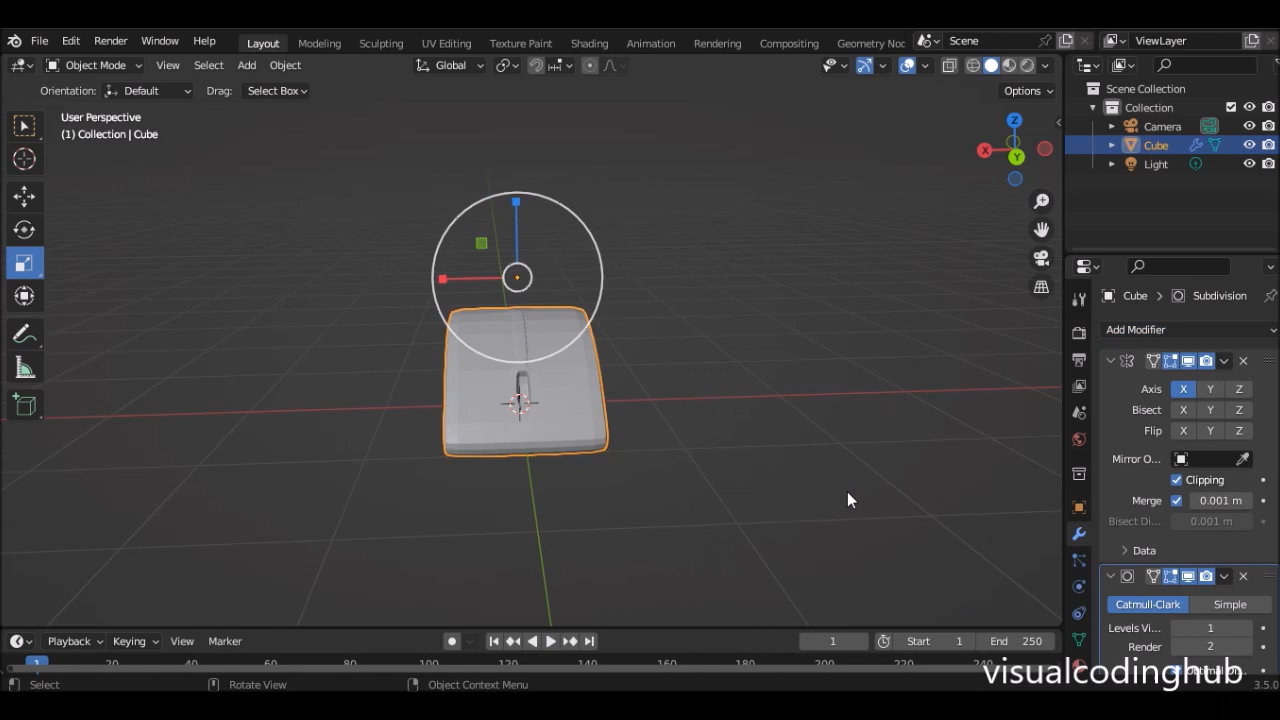 File Edit Render Window Help Layout Modeling Sculpting UV Editing Texture Paint Shading Animation Rendering Compositing Geometry Noc Scene ViewLayer
Object Mode View Select Add Object Global
Orientation: Default Drag: Select Box Options
User Perspective
(1) Collection | Cube
Z
X
Y
Scene Collection
Collection
Camera
Cube
Light
Cube > Subdivision
Add Modifier
Axis X Y Z
Bisect X Y Z
Flip X Y Z
Mirror O...
Clipping
Merge 0.001 m
Bisect Di... 0.001 m
Data
Catmull-Clark Simple
Levels Vi... 1
Render 2
Playback Keying View Marker 1 Start 1 End 250
1 20 40 60 80 100 120 140 160 180 200 220 240
Select Rotate View Object Context Menu 3.5.0
visualcodinghub